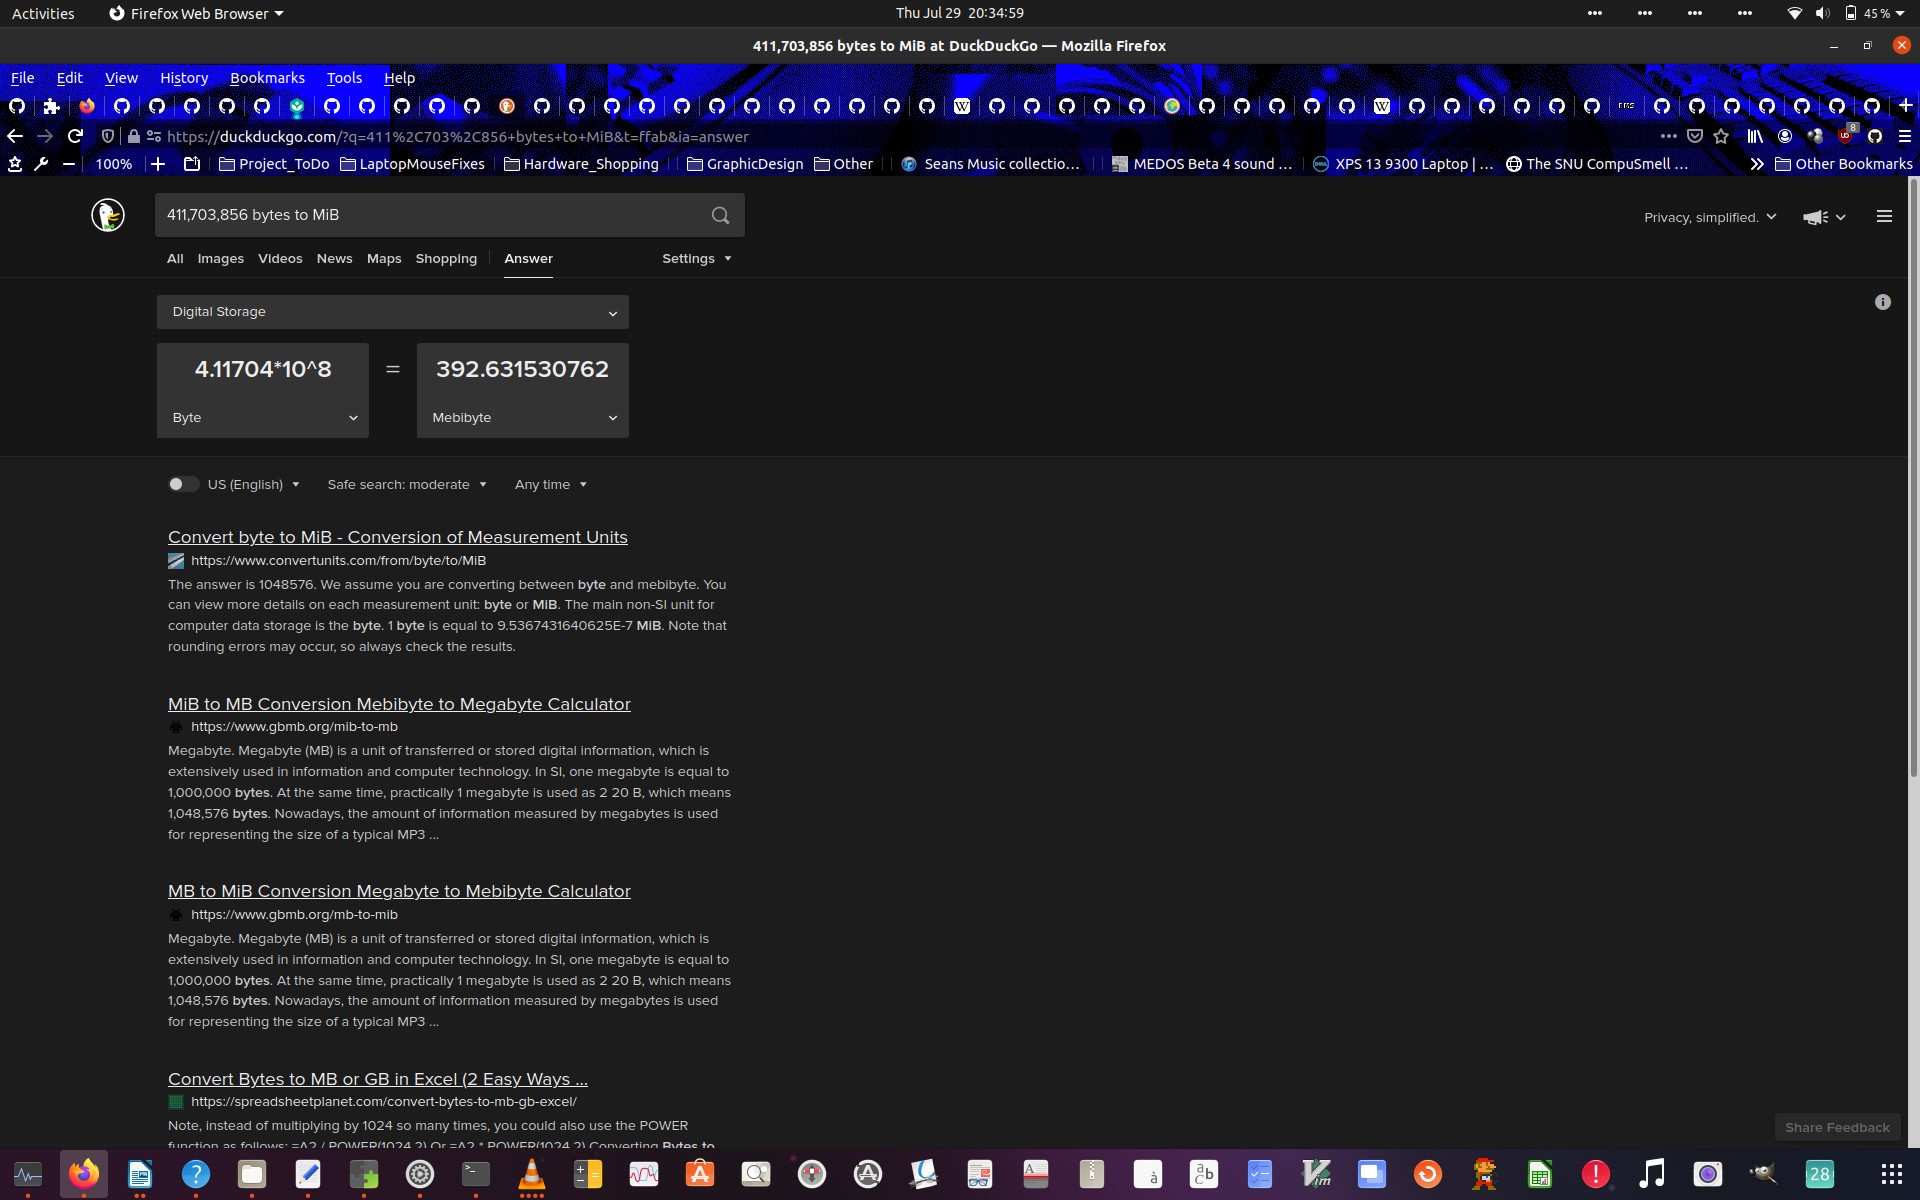 Activities
Firefox Web Browser
Thu Jul 29 20:34:59
45 %
411,703,856 bytes to MiB at DuckDuckGo — Mozilla Firefox
File Edit View History Bookmarks Tools Help
https://duckduckgo.com/?q=411%2C703%2C856+bytes+to+MiB&t=ffab&ia=answer
8
100%
Project_ToDo
LaptopMouseFixes
Hardware_Shopping
GraphicDesign
Other
Seans Music collectio…
MEDOS Beta 4 sound …
XPS 13 9300 Laptop | …
The SNU CompuSmell …
Other Bookmarks
411,703,856 bytes to MiB
Privacy, simplified.
All Images Videos News Maps Shopping Answer Settings
Digital Storage
4.11704*10^8 = 392.631530762
Byte Mebibyte
US (English) Safe search: moderate Any time
Convert byte to MiB - Conversion of Measurement Units
https://www.convertunits.com/from/byte/to/MiB
The answer is 1048576. We assume you are converting between byte and mebibyte. You
can view more details on each measurement unit: byte or MiB. The main non-SI unit for
computer data storage is the byte. 1 byte is equal to 9.5367431640625E-7 MiB. Note that
rounding errors may occur, so always check the results.
MiB to MB Conversion Mebibyte to Megabyte Calculator
https://www.gbmb.org/mib-to-mb
Megabyte. Megabyte (MB) is a unit of transferred or stored digital information, which is
extensively used in information and computer technology. In SI, one megabyte is equal to
1,000,000 bytes. At the same time, practically 1 megabyte is used as 2 20 B, which means
1,048,576 bytes. Nowadays, the amount of information measured by megabytes is used
for representing the size of a typical MP3 ...
MB to MiB Conversion Megabyte to Mebibyte Calculator
https://www.gbmb.org/mb-to-mib
Megabyte. Megabyte (MB) is a unit of transferred or stored digital information, which is
extensively used in information and computer technology. In SI, one megabyte is equal to
1,000,000 bytes. At the same time, practically 1 megabyte is used as 2 20 B, which means
1,048,576 bytes. Nowadays, the amount of information measured by megabytes is used
for representing the size of a typical MP3 ...
Convert Bytes to MB or GB in Excel (2 Easy Ways ...
https://spreadsheetplanet.com/convert-bytes-to-mb-gb-excel/
Note, instead of multiplying by 1024 so many times, you could also use the POWER
function as follows: =A2 / POWER(1024,2) Or =A2 * POWER(1024,2) Converting Bytes to
Share Feedback
28